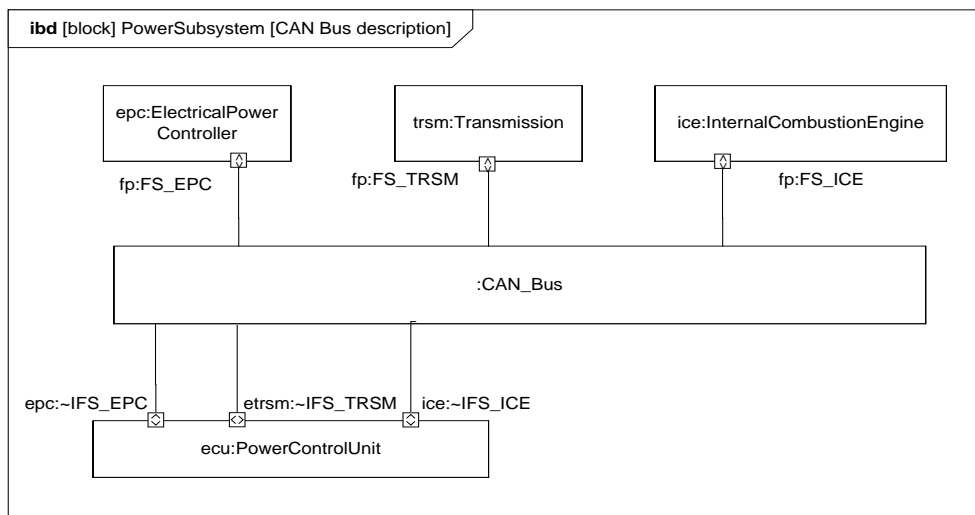 ibd [block] PowerSubsystem [CAN Bus description]
epc:ElectricalPower
Controller
trsm:Transmission
ice:InternalCombustionEngine
fp:FS_EPC
fp:FS_TRSM
fp:FS_ICE
:CAN_Bus
epc:~IFS_EPC
etrsm:~IFS_TRSM
ice:~IFS_ICE
ecu:PowerControlUnit